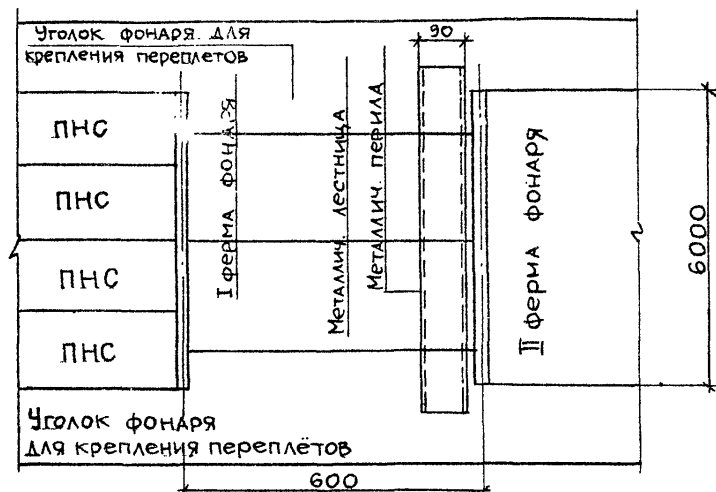 Уголок фонаря для
крепления переплетов
90
ПНС
ПНС
ПНС
ПНС
I ферма фонаря
Металлич. лестница
Металлич. перила
II ферма фонаря
6000
Уголок фонаря
для крепления переплётов
600